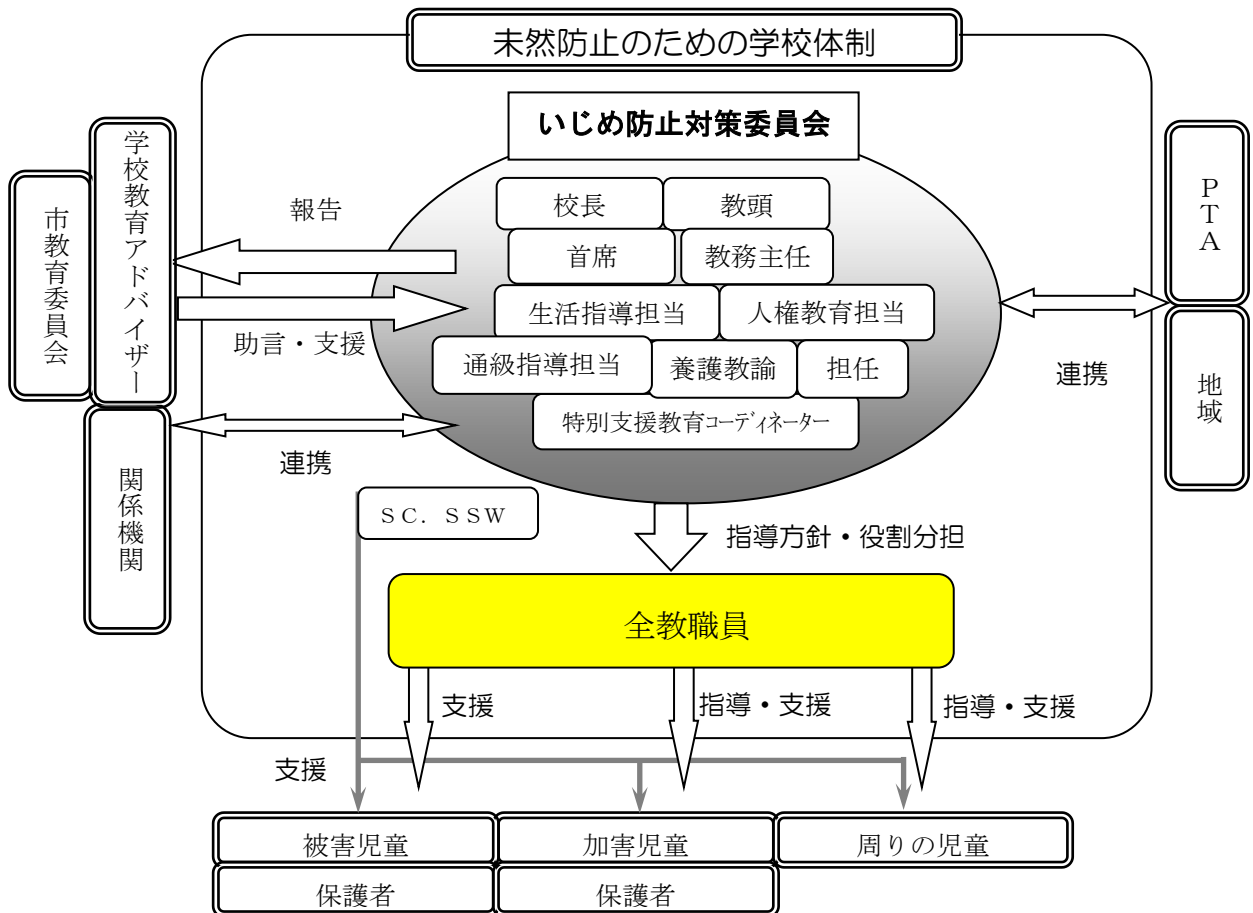 未然防止のための学校体制
いじめ防止対策委員会
校長
教頭
首席
教務主任
生活指導担当
人権教育担当
通級指導担当
養護教諭
担任
特別支援教育ｺｰﾃﾞｨﾈｰﾀｰ
市教育委員会
学校教育アドバイザー
関係機関
報告
助言・支援
連携
ＰＴＡ
地域
連携
ＳＣ．ＳＳＷ
指導方針・役割分担
全教職員
支援
指導・支援
指導・支援
支援
被害児童
加害児童
周りの児童
保護者
保護者